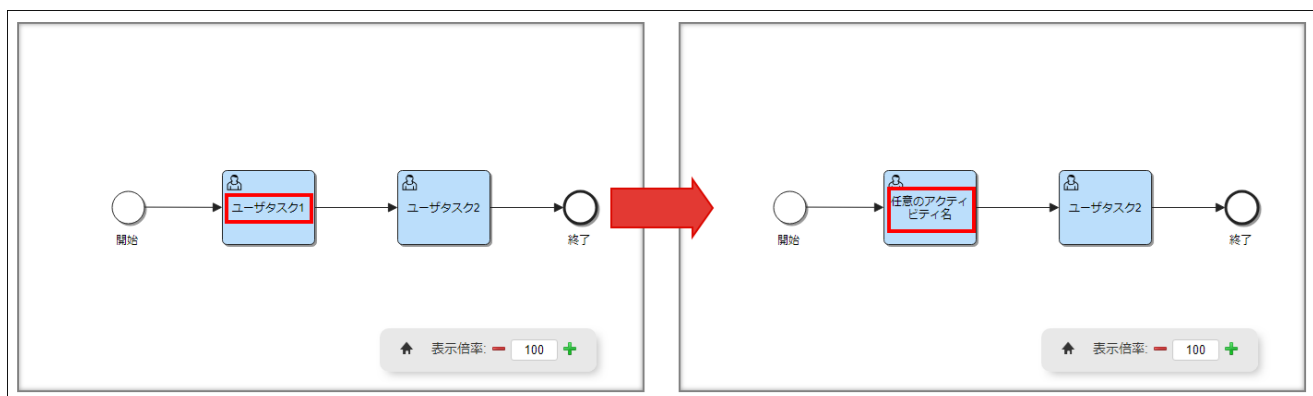 ユーザタスク1
ユーザタスク2
開始
終了
表示倍率:
100
任意のアクティ
ビティ名
ユーザタスク2
開始
終了
表示倍率:
100